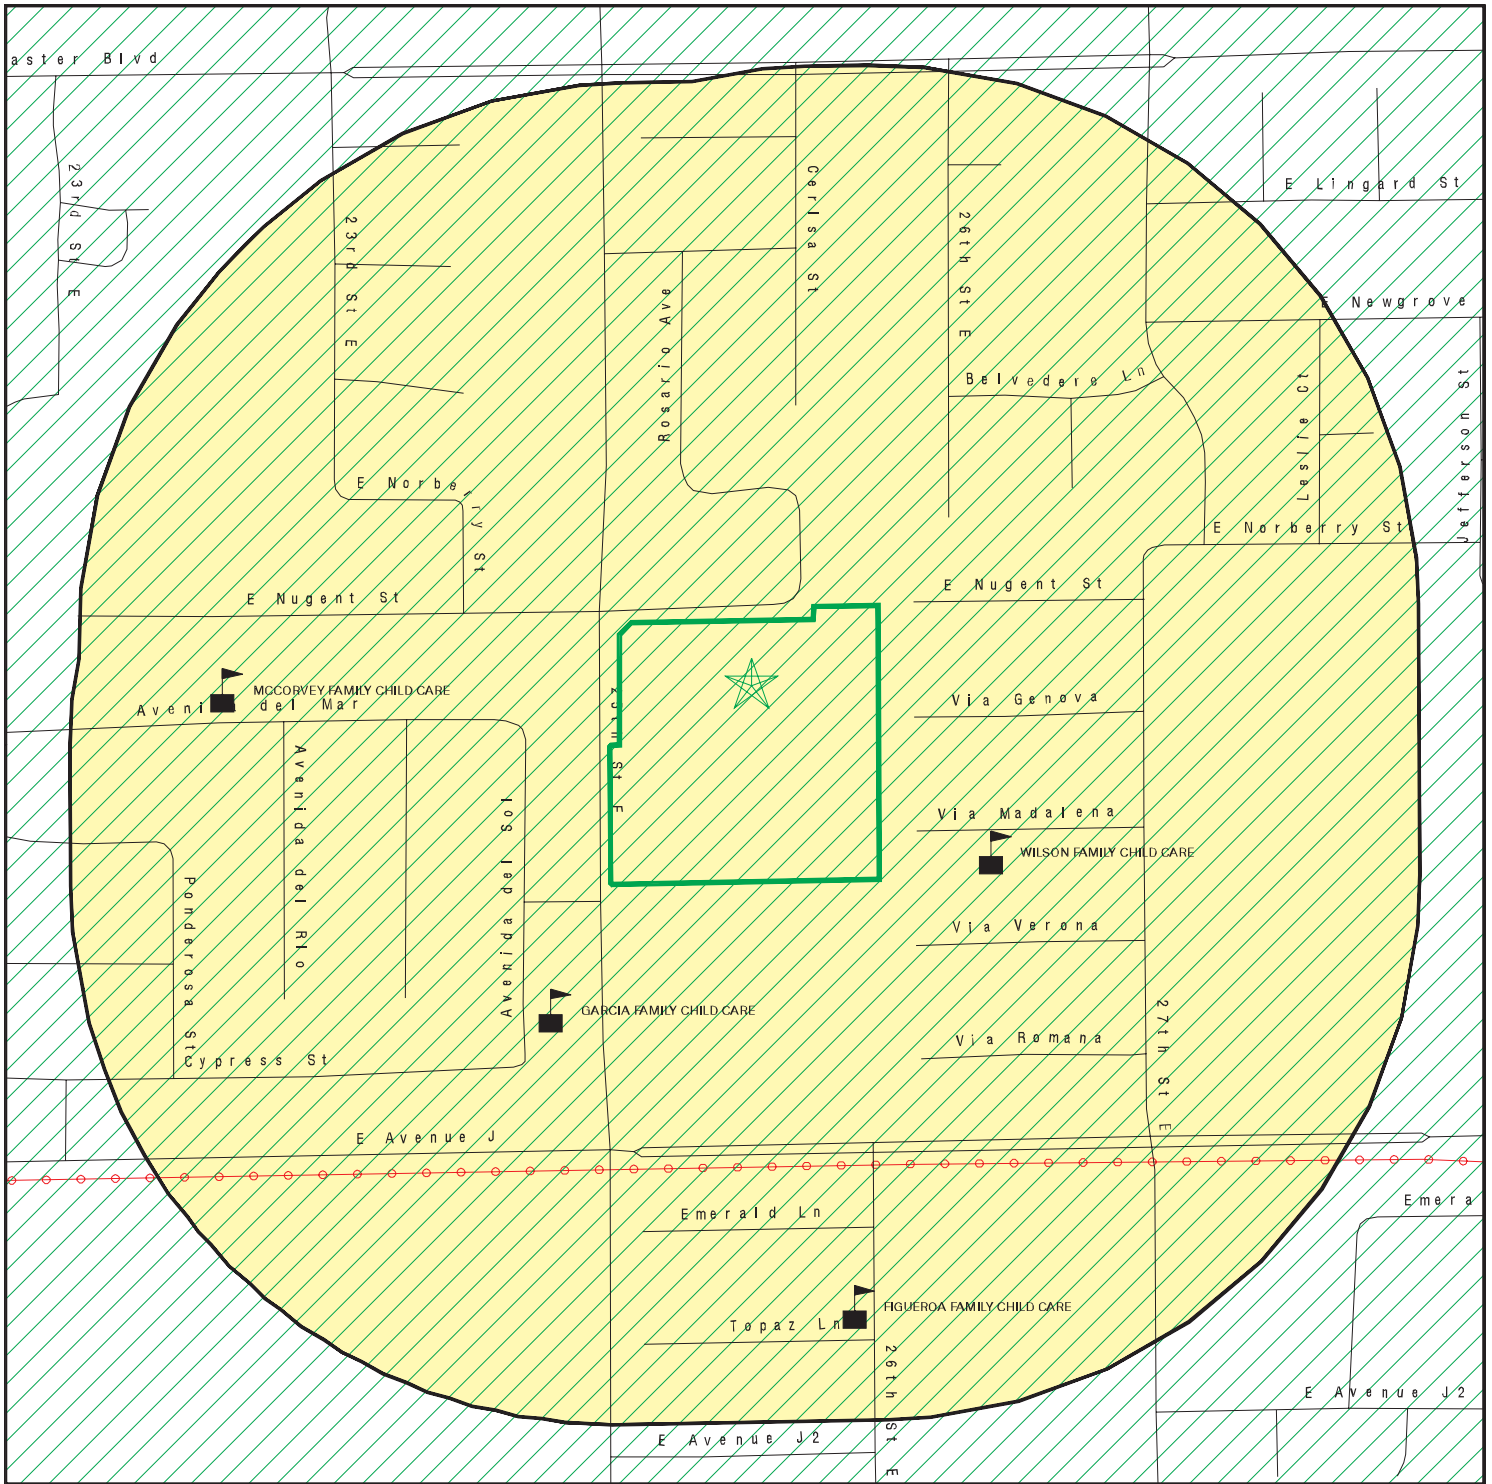 aster Blvd
23rd St E
23rd St E
Cerisa St
26th St E
E Lingard St
E Newgrove
Rosario Ave
Belvedere Ln
Leslie Ct
Jefferson St
E Norberry St
E Norberry St
E Nugent St
E Nugent St
MCCORVEY FAMILY CHILD CARE
Avenida del Mar
25th St E
Via Genova
Avenida del Rio
Avenida del Sol
Via Madalena
WILSON FAMILY CHILD CARE
Ponderosa St
Via Verona
GARCIA FAMILY CHILD CARE
27th St E
Via Romana
Cypress St
E Avenue J
Emerald Ln
Emera
FIGUEROA FAMILY CHILD CARE
Topaz Ln
26th St E
E Avenue J2
E Avenue J2